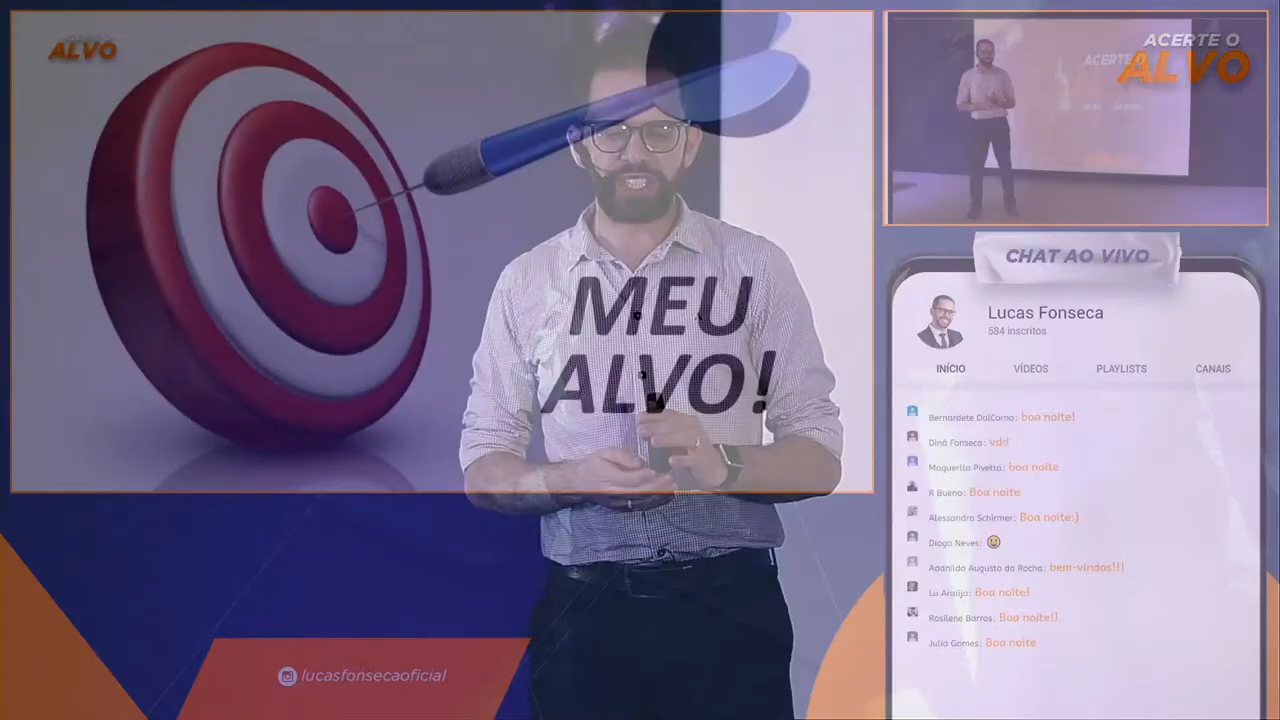 ALVO
MEU
ALVO!
ACERTE O
ALVO
CHAT AO VIVO
Lucas Fonseca
584 inscritos
INÍCIO VÍDEOS PLAYLISTS CANAIS
Bernardete DalCorno: boa noite!
Diná Fonseca: vdd
Maquerlla Pivetta: boa noite
R Bueno: Boa noite
Alessandra Schirmer: Boa noite:)
Diogo Neves:
Adanildo Augusto da Rocha: bem-vindos!!!
Lu Araújo: Boa noite!
Rosilene Barros: Boa noite!!
Julia Gomes: Boa noite
lucasfonsecaoficial